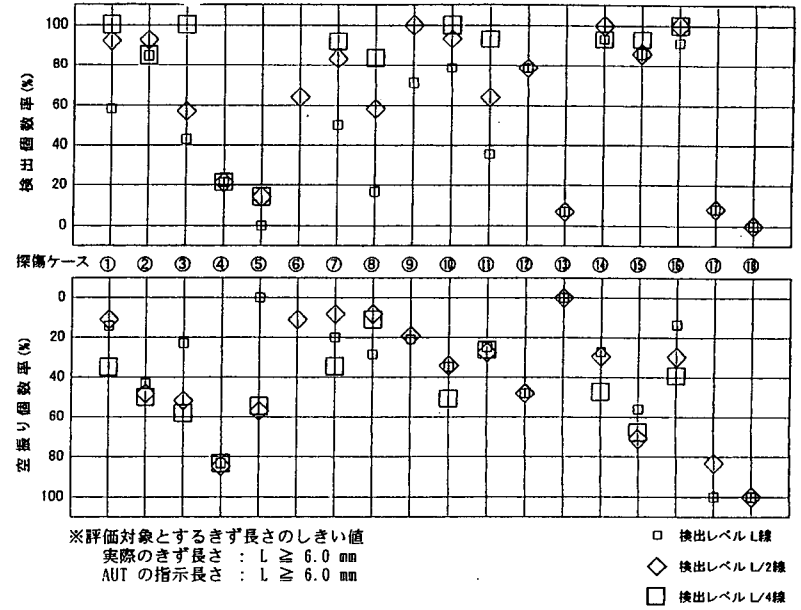 100
80
60
40
20
0
検出個数率(%)
探傷ケース ① ② ③ ④ ⑤ ⑥ ⑦ ⑧ ⑨ ⑩ ⑪ ⑫ ⑬ ⑭ ⑮ ⑯ ⑰ ⑱
0
20
40
60
80
100
空振り個数率(%)
※評価対象とするきず長さのしきい値
実際のきず長さ : L ≧ 6.0 mm
AUT の指示長さ : L ≧ 6.0 mm
検出レベル L線
検出レベル L/2線
検出レベル L/4線